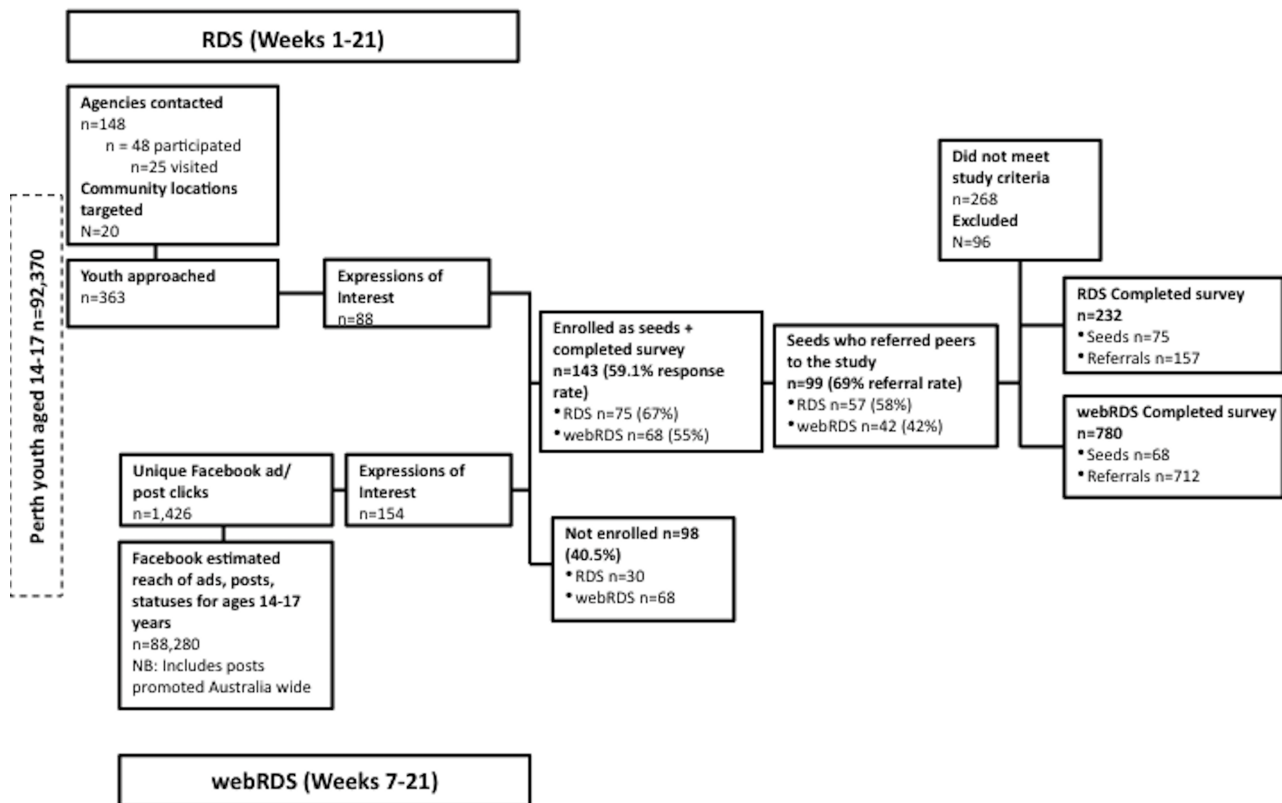 RDS (Weeks 1-21)
Agencies contacted
n=148
n = 48 participated
n=25 visited
Community locations
targeted
N=20
Perth youth aged 14-17 n=92,370
Youth approached
n=363
Expressions of
Interest
n=88
Enrolled as seeds +
completed survey
n=143 (59.1% response
rate)
• RDS n=75 (67%)
• webRDS n=68 (55%)
Seeds who referred peers
to the study
n=99 (69% referral rate)
• RDS n=57 (58%)
• webRDS n=42 (42%)
Did not meet
study criteria
n=268
Excluded
N=96
RDS Completed survey
n=232
• Seeds n=75
• Referrals n=157
webRDS Completed survey
n=780
• Seeds n=68
• Referrals n=712
Unique Facebook ad/
post clicks
n=1,426
Expressions of
Interest
n=154
Not enrolled n=98
(40.5%)
• RDS n=30
• webRDS n=68
Facebook estimated
reach of ads, posts,
statuses for ages 14-17
years
n=88,280
NB: Includes posts
promoted Australia wide
webRDS (Weeks 7-21)